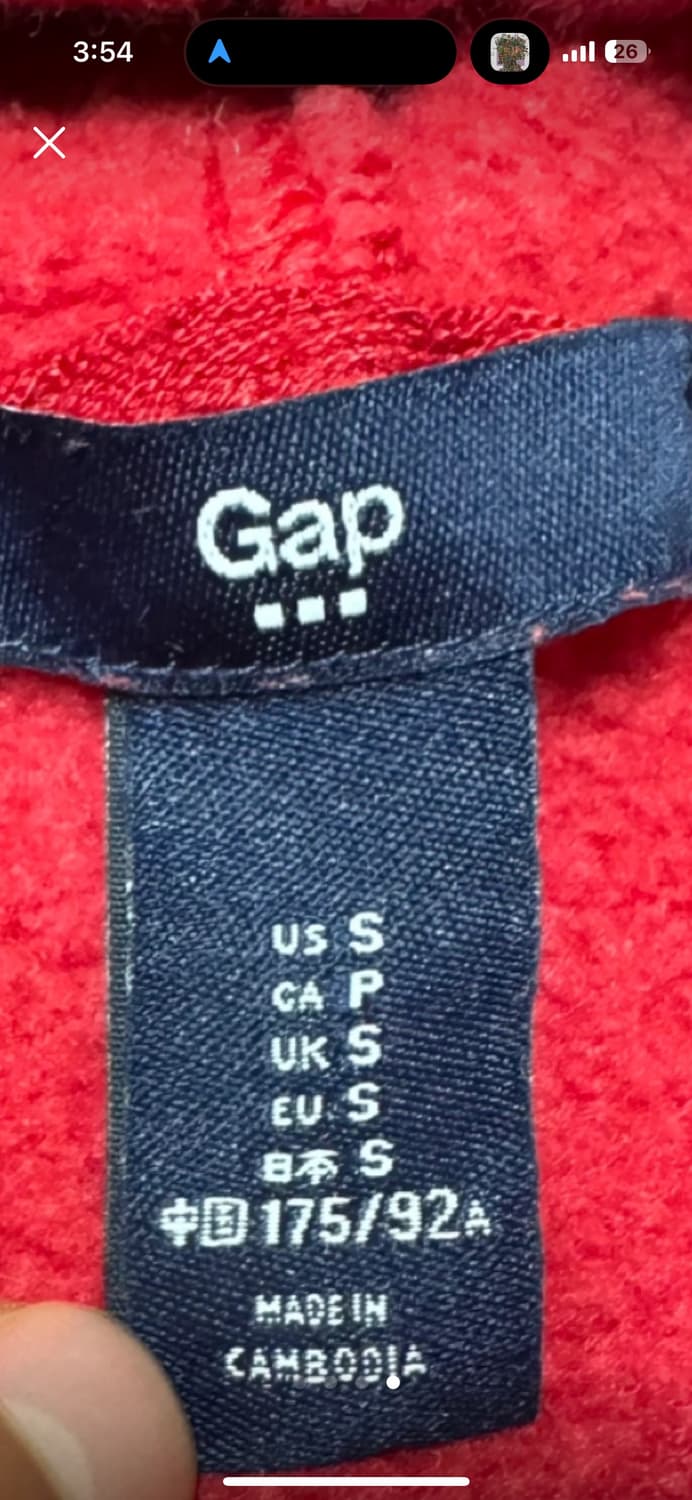 3:54
26
Gap
US S
CA P
UK S
EU S
日本 S
中国 175/92A
MADE IN
CAMBODIA